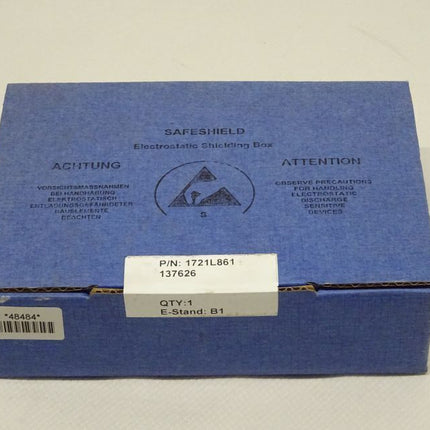 SAFESHIELD
Electrostatic Shielding Box
ACHTUNG
VORSICHTSMASSNAHMEN
BEI HANDHABUNG
ELEKTROSTATISCH
ENTLADUNGSGEFÄHRDETER
BAUELEMENTE
BEACHTEN
ATTENTION
OBSERVE PRECAUTIONS
FOR HANDLING
ELECTROSTATIC
DISCHARGE
SENSITIVE
DEVICES
S
P/N: 1721L861
137626
QTY:1
E-Stand: B1
*48484*